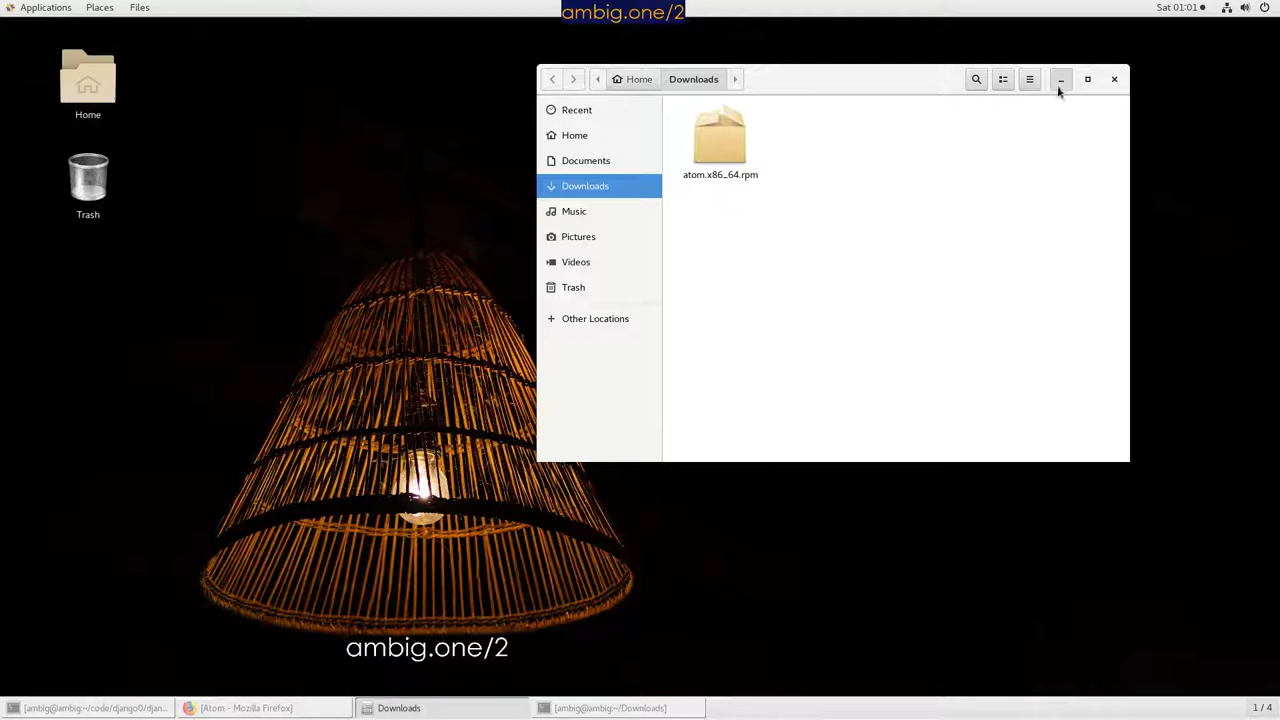 Applications Places Files
ambig.one/2
Sat 01:01
Home Downloads
Recent
Home
Documents
Downloads
Music
Pictures
Videos
Trash
Other Locations
atom.x86_64.rpm
Home
Trash
ambig.one/2
[ambig@ambig:~/code/django0/djan...
[Atom - Mozilla Firefox]
Downloads
[ambig@ambig:~/Downloads]
1 / 4